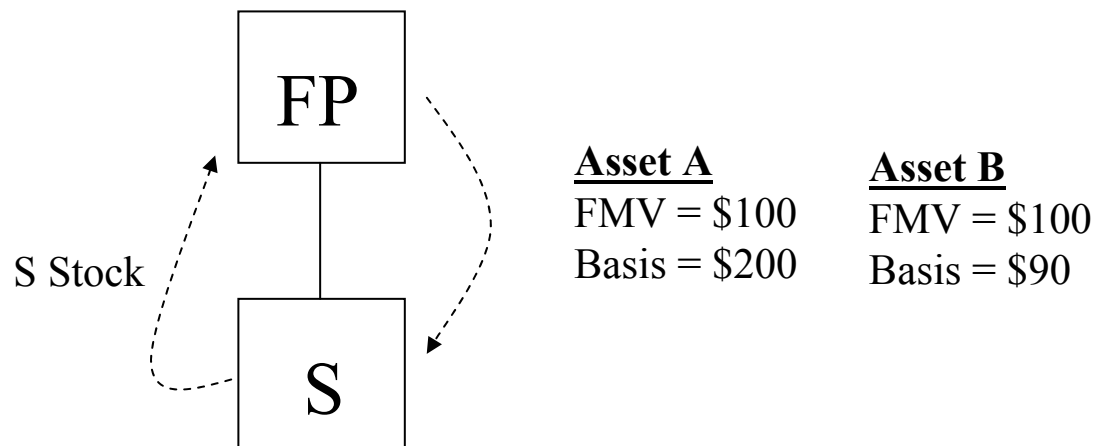 FP
Asset A
FMV = $100
Basis = $200
Asset B
FMV = $100
Basis = $90
S Stock
S